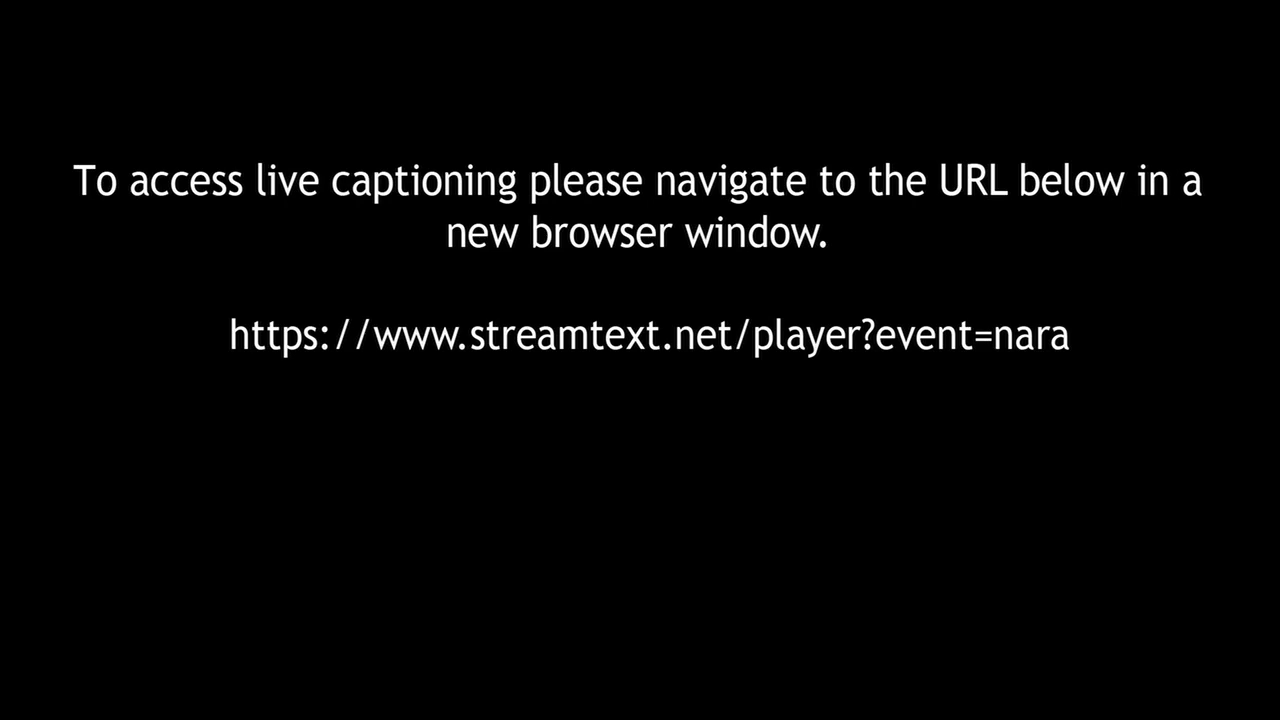 To access live captioning please navigate to the URL below in a
new browser window.
https://www.streamtext.net/player?event=nara